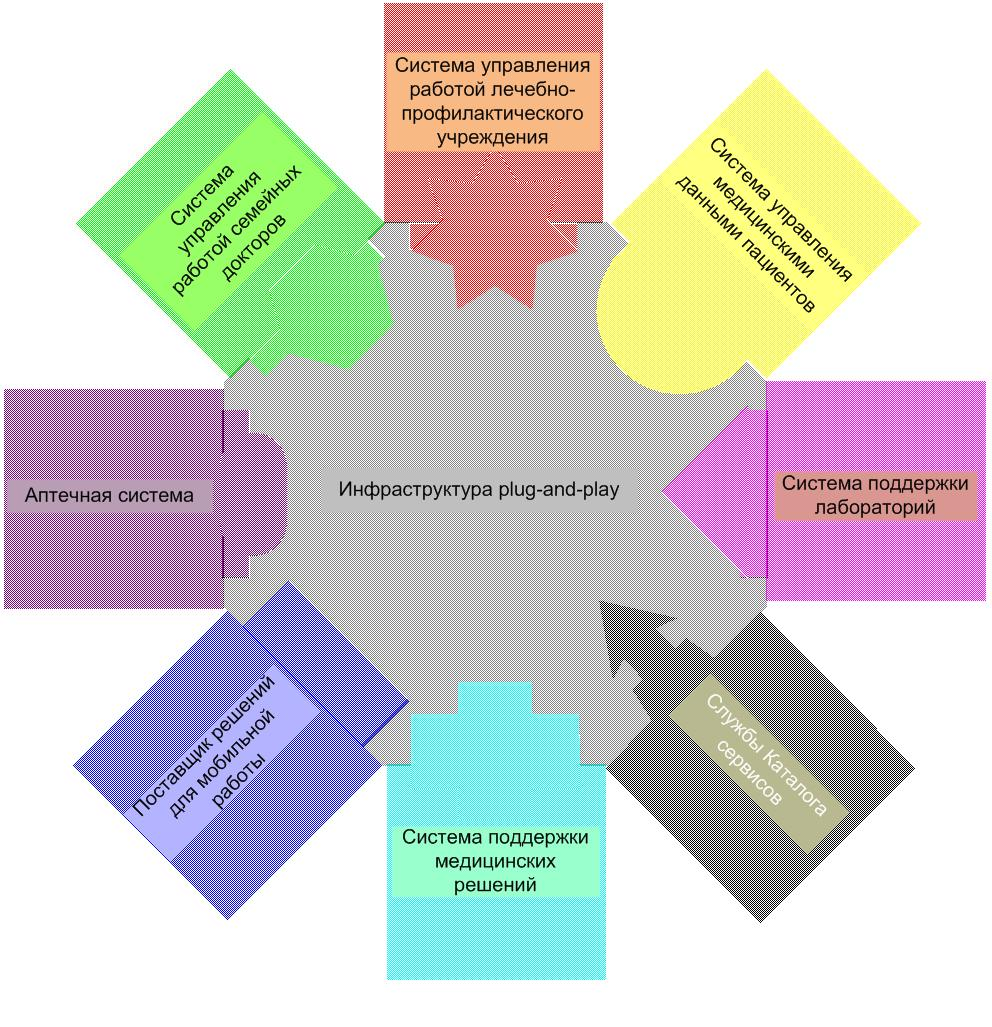 Система управления
работой лечебно-
профилактического
учреждения
Система
управления
работой семейных
докторов
Система управления
медицинскими
данными пациентов
Аптечная система
Инфраструктура plug-and-play
Система поддержки
лабораторий
Поставщик решений
для мобильной
работы
Система поддержки
медицинских
решений
Службы Каталога
сервисов